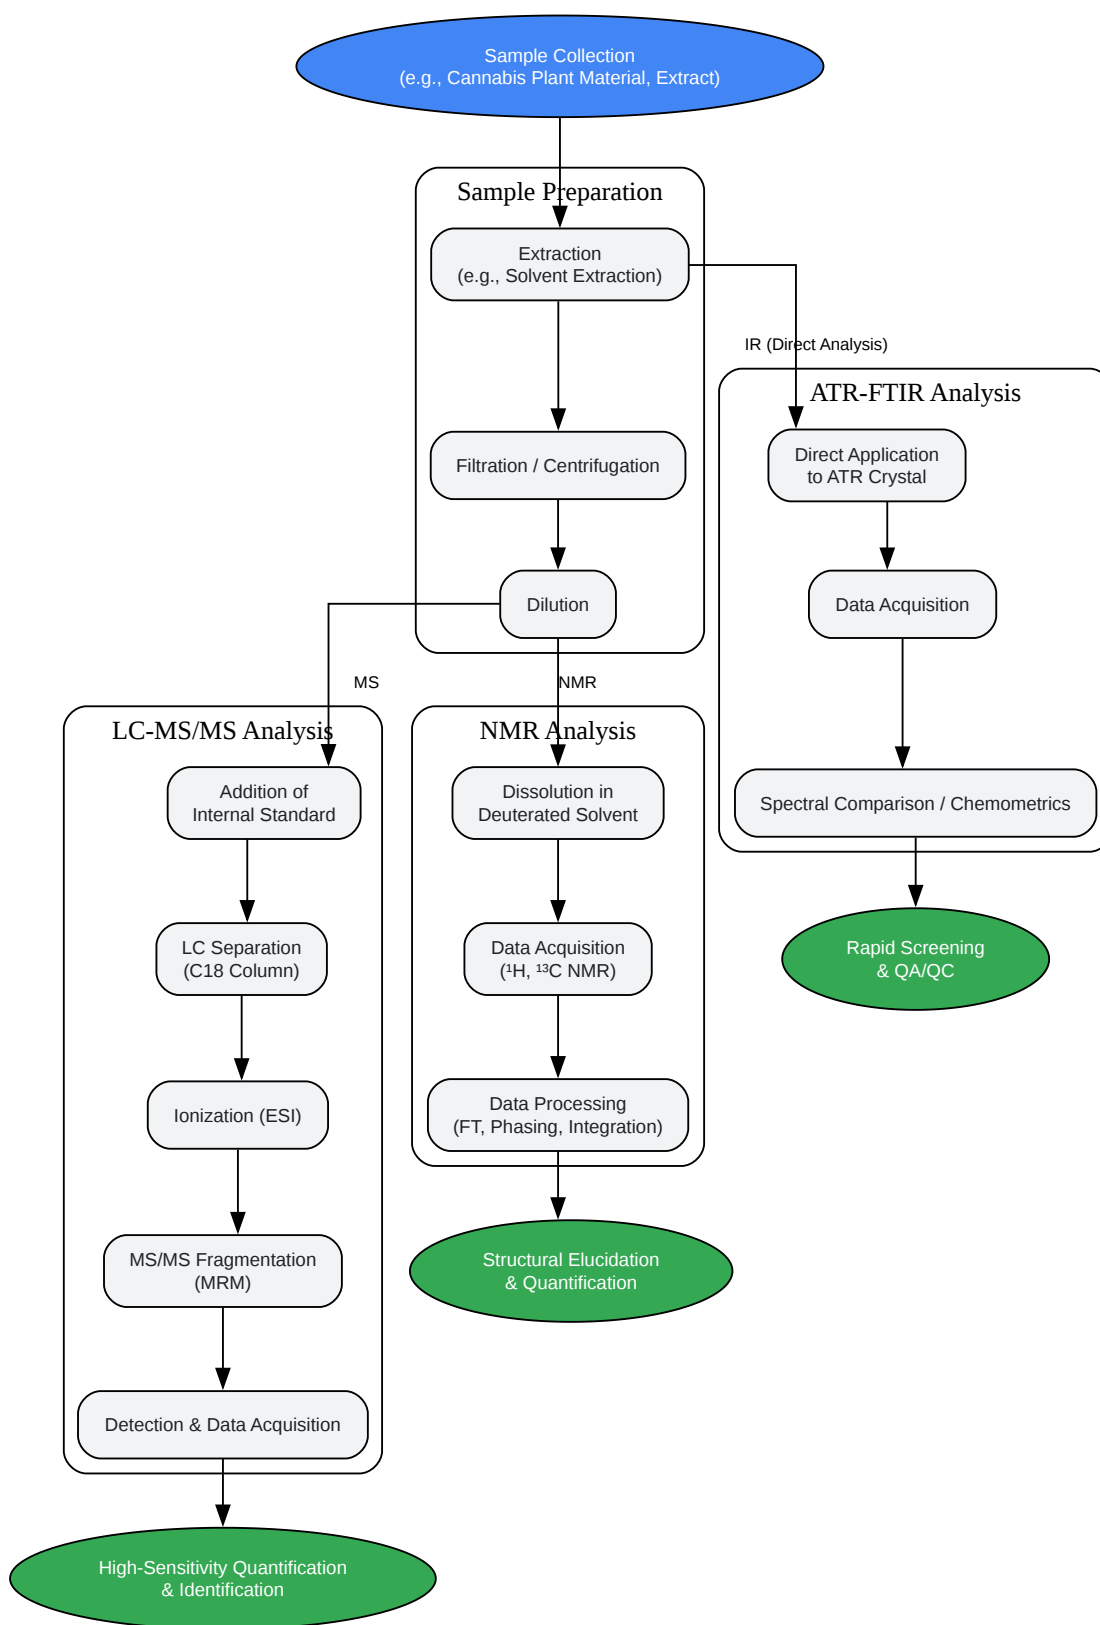 Sample Collection
(e.g., Cannabis Plant Material, Extract)
Sample Preparation
Extraction
(e.g., Solvent Extraction)
IR (Direct Analysis)
ATR-FTIR Analysis
Filtration / Centrifugation
Direct Application
to ATR Crystal
Dilution
Data Acquisition
MS
NMR
LC-MS/MS Analysis
NMR Analysis
Addition of
Internal Standard
Dissolution in
Deuterated Solvent
Spectral Comparison / Chemometrics
LC Separation
(C18 Column)
Data Acquisition
(¹H, ¹³C NMR)
Rapid Screening
& QA/QC
Ionization (ESI)
Data Processing
(FT, Phasing, Integration)
MS/MS Fragmentation
(MRM)
Structural Elucidation
& Quantification
Detection & Data Acquisition
High-Sensitivity Quantification
& Identification